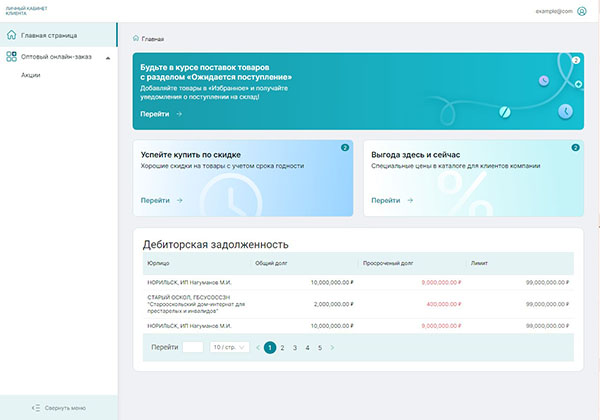 ЛИЧНЫЙ КАБИНЕТ
КЛИЕНТА
example@com
Главная страница
Оптовый онлайн-заказ
Акции
Главная
Будьте в курсе поставок товаров
с разделом «Ожидается поступление»
Добавляйте товары в «Избранное» и получайте
уведомления о поступлении на склад!
Перейти
2
Успейте купить по скидке
2
Хорошие скидки на товары с учетом срока годности
Перейти
Выгода здесь и сейчас
2
Специальные цены в каталоге для клиентов компании
Перейти
Дебиторская задолженность
Юрлицо Общий долг Просроченный долг Лимит
НОРИЛЬСК, ИП Нагуманов М.И. 10,000,000.00 ₽ 9,000,000.00 ₽ 99,000,000.00 ₽
СТАРЫЙ ОСКОЛ, ГБСУСОССЗН
"Старооскольский дом-интернат для 2,000,000.00 ₽ 400,000.00 ₽ 99,000,000.00 ₽
престарелых и инвалидов"
НОРИЛЬСК, ИП Нагуманов М.И. 10,000,000.00 ₽ 9,000,000.00 ₽ 99,000,000.00 ₽
Перейти 10 / стр. < 1 2 3 4 5 >
Свернуть меню